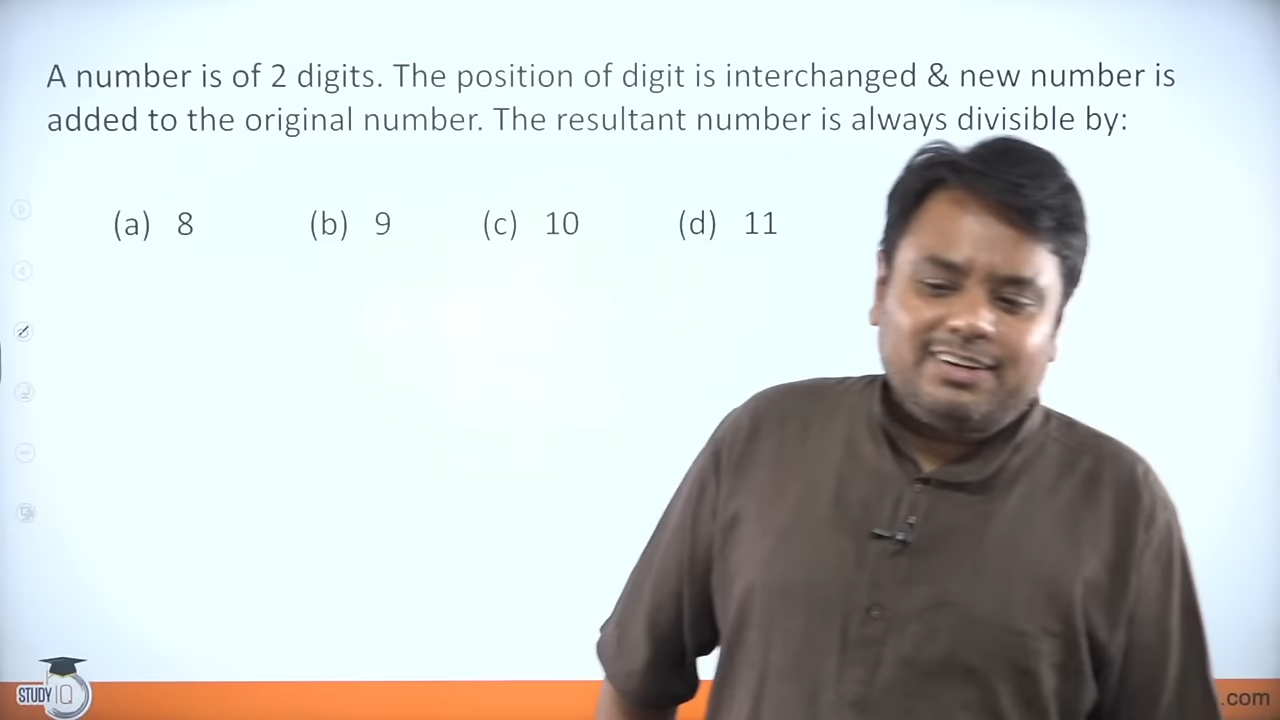 A number is of 2 digits. The position of digit is interchanged & new number is
added to the original number. The resultant number is always divisible by:
(a) 8 (b) 9 (c) 10 (d) 11
STUDY IQ
.com